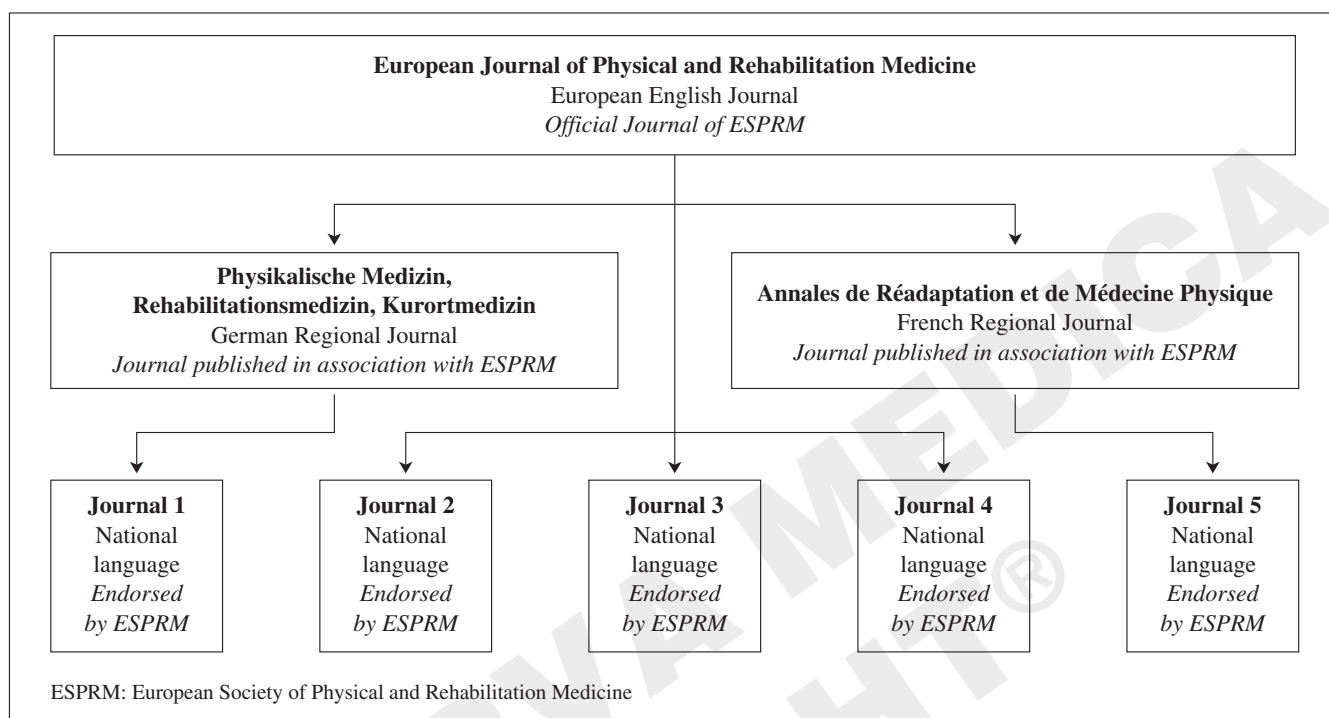 European Journal of Physical and Rehabilitation Medicine
European English Journal
Official Journal of ESPRM
Physikalische Medizin,
Rehabilitationsmedizin, Kurortmedizin
German Regional Journal
Journal published in association with ESPRM
Annales de Réadaptation et de Médecine Physique
French Regional Journal
Journal published in association with ESPRM
Journal 1
National
language
Endorsed
by ESPRM
Journal 2
National
language
Endorsed
by ESPRM
Journal 3
National
language
Endorsed
by ESPRM
Journal 4
National
language
Endorsed
by ESPRM
Journal 5
National
language
Endorsed
by ESPRM
ESPRM: European Society of Physical and Rehabilitation Medicine
VA MEDICA
HT®